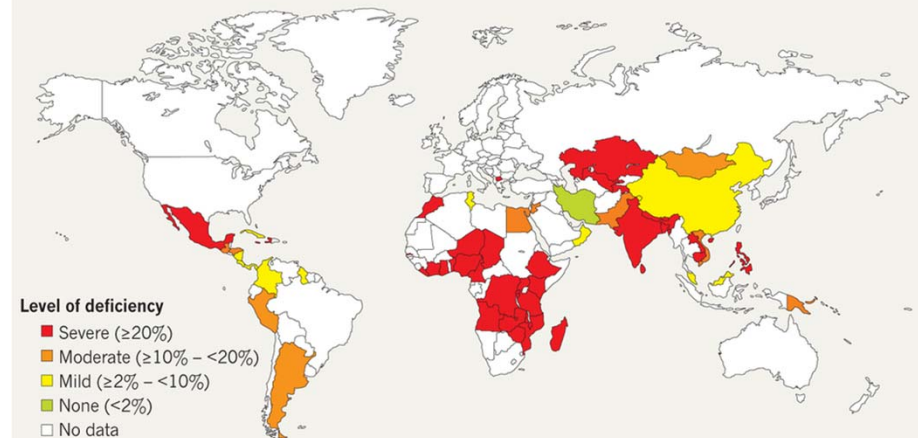 Level of deficiency
Severe (≥20%)
Moderate (≥10% – <20%)
Mild (≥2% – <10%)
None (<2%)
No data